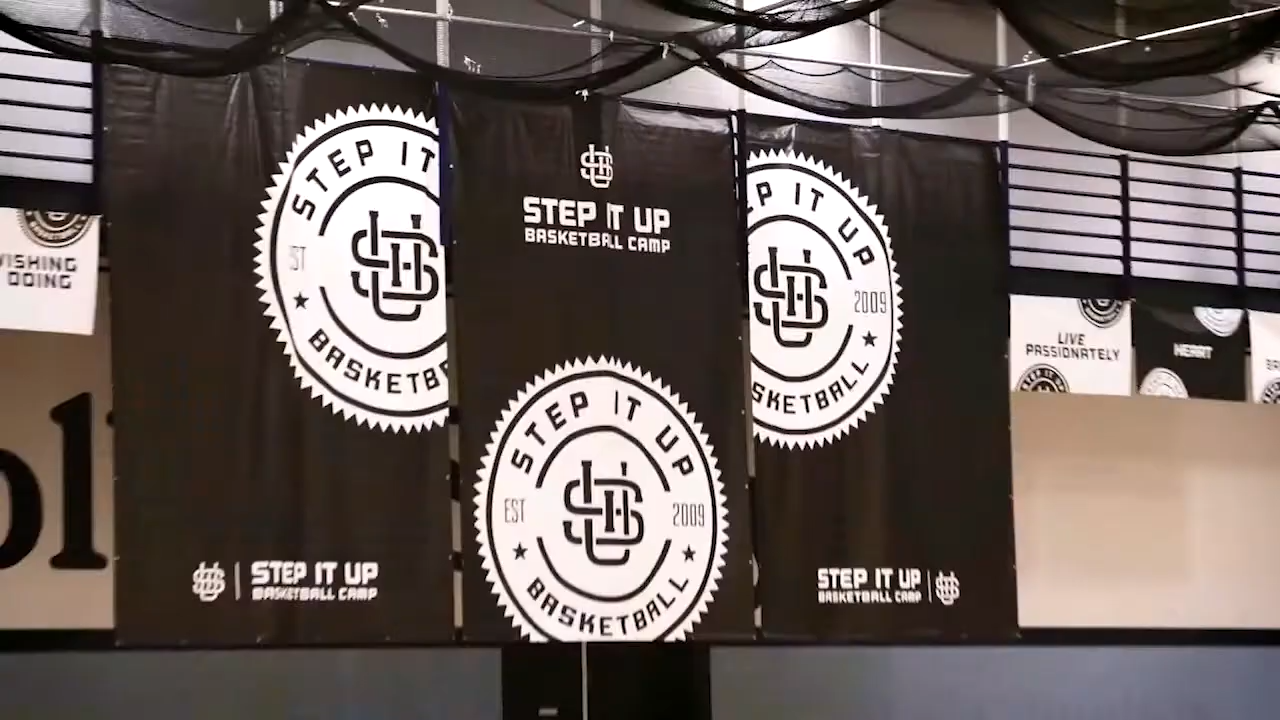 WISHING
DOING
ol
STEP IT
EST
BASKETB
STEP IT UP
BASKETBALL CAMP
STEP IT UP
BASKETBALL CAMP
STEP IT UP
EST 2009
BASKETBALL
P IT UP
2009
SKETBALL
STEP IT UP
BASKETBALL CAMP
LIVE
PASSIONATELY
HEART